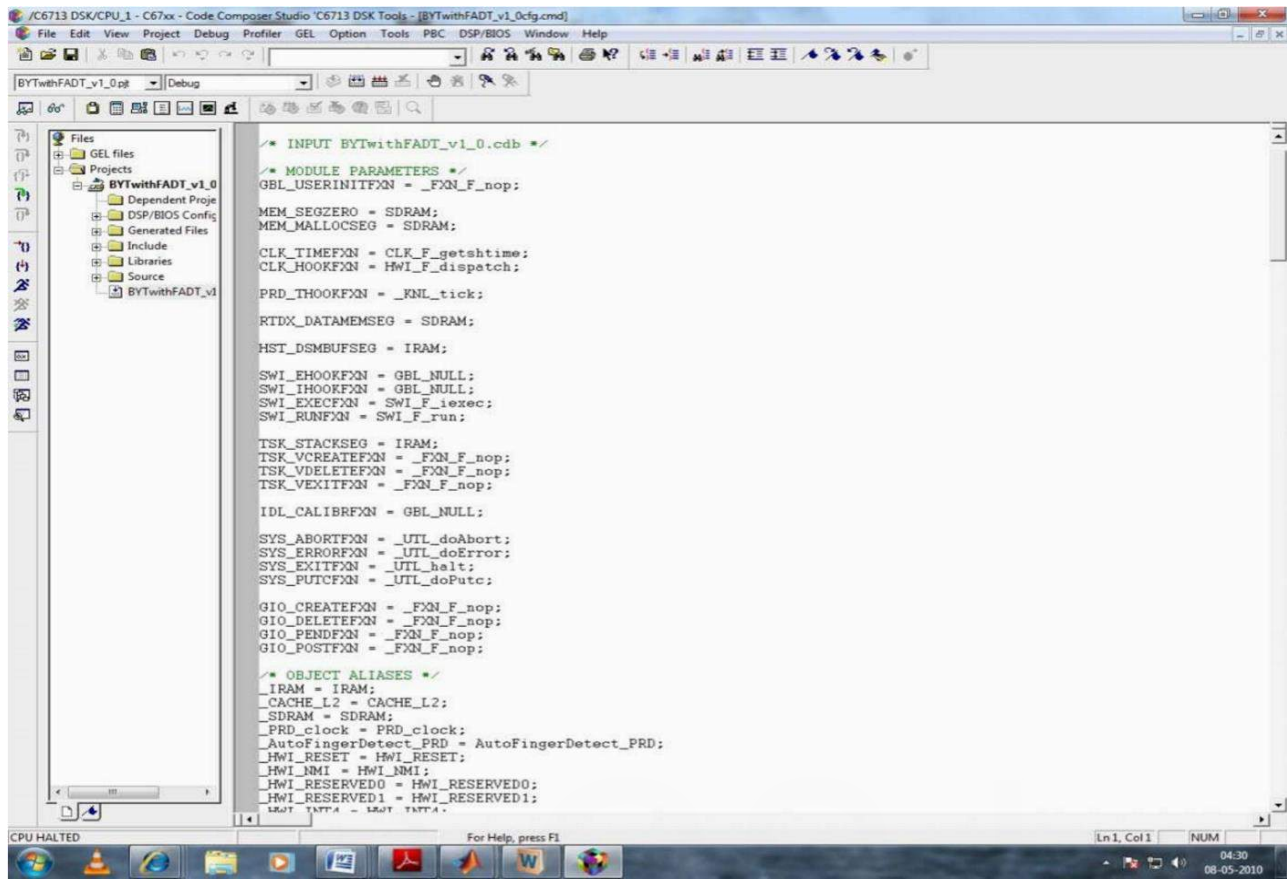 /C6713 DSK/CPU_1 - C67xx - Code Composer Studio 'C6713 DSK Tools - [BYTwithFADT_v1_0cfg.cmd]
File Edit View Project Debug Profiler GEL Option Tools PBC DSP/BIOS Window Help
BYTwithFADT_v1_0.pjt Debug
Files
GEL files
Projects
BYTwithFADT_v1_0
Dependent Proje
DSP/BIOS Config
Generated Files
Include
Libraries
Source
BYTwithFADT_v1
/* INPUT BYTwithFADT_v1_0.cdb */
/* MODULE PARAMETERS */
GBL_USERINITFXN = _FXN_F_nop;
MEM_SEGZERO = SDRAM;
MEM_MALLOCSEG = SDRAM;
CLK_TIMEFXN = CLK_F_getshtime;
CLK_HOOKFXN = HWI_F_dispatch;
PRD_THOOKFXN = _KNL_tick;
RTDX_DATAMEMSEG = SDRAM;
HST_DSMBUFSEG = IRAM;
SWI_EHOOKFXN = GBL_NULL;
SWI_IHOOKFXN = GBL_NULL;
SWI_EXECFXN = SWI_F_iexec;
SWI_RUNFXN = SWI_F_run;
TSK_STACKSEG = IRAM;
TSK_VCREATEFXN = _FXN_F_nop;
TSK_VDELETEFXN = _FXN_F_nop;
TSK_VEXITFXN = _FXN_F_nop;
IDL_CALIBRFXN = GBL_NULL;
SYS_ABORTFXN = _UTL_doAbort;
SYS_ERRORFXN = _UTL_doError;
SYS_EXITFXN = _UTL_halt;
SYS_PUTCFXN = _UTL_doPutc;
GIO_CREATEFXN = _FXN_F_nop;
GIO_DELETEFXN = _FXN_F_nop;
GIO_PENDFXN = _FXN_F_nop;
GIO_POSTFXN = _FXN_F_nop;
/* OBJECT ALIASES */
_IRAM = IRAM;
_CACHE_L2 = CACHE_L2;
_SDRAM = SDRAM;
_PRD_clock = PRD_clock;
_AutoFingerDetect_PRD = AutoFingerDetect_PRD;
_HWI_RESET = HWI_RESET;
_HWI_NMI = HWI_NMI;
_HWI_RESERVED0 = HWI_RESERVED0;
_HWI_RESERVED1 = HWI_RESERVED1;
_HWI_INT4 = HWI_INT4;
CPU HALTED For Help, press F1 Ln 1, Col 1 NUM
04:30
08-05-2010